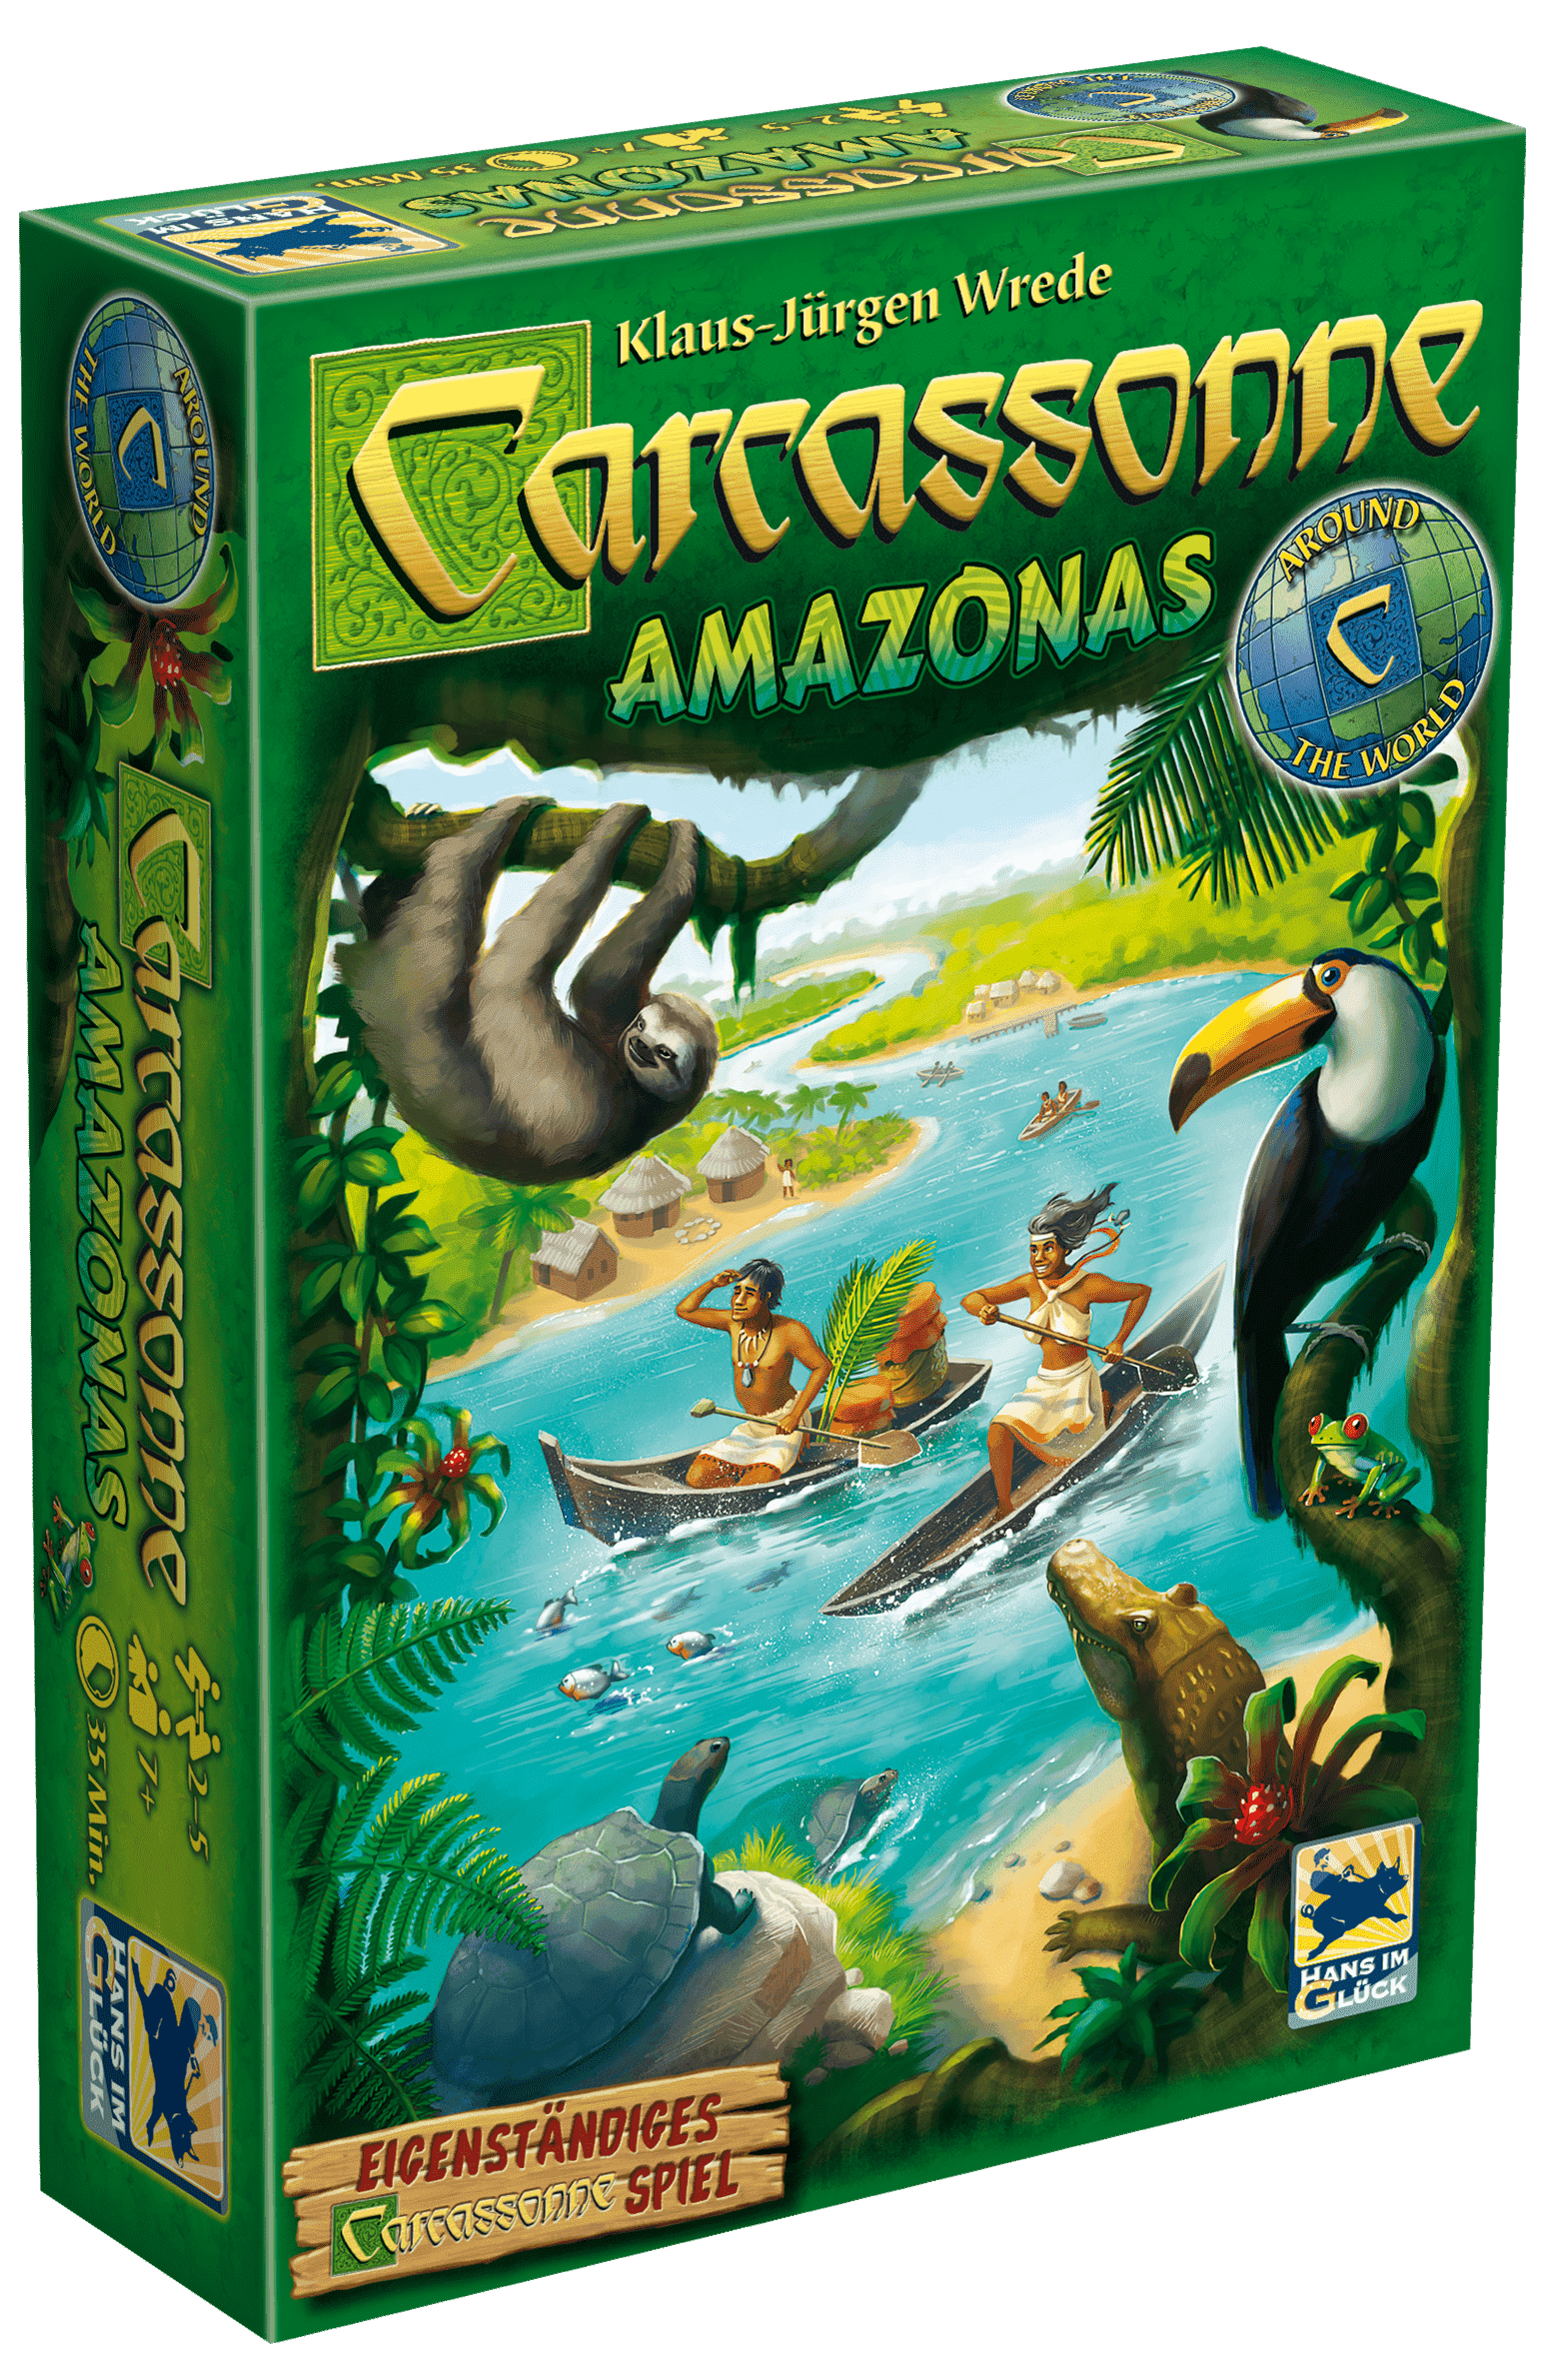 HANS IM
GLÜCK
35 Min.
7+
2–5
Carcassonne
AMAZONAS
Klaus-Jürgen Wrede
Carcassonne
AMAZONAS
AROUND
THE WORLD
C
AROUND
THE WORLD
C
Carcassonne
AMAZONAS
2–5
7+
35 Min.
HANS IM
GLÜCK
HANS IM
GLÜCK
EIGENSTÄNDIGES
Carcassonne SPIEL